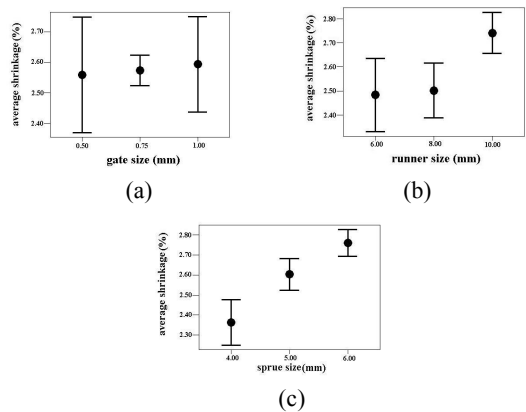 average shrinkage (%)
2.70
2.60
2.50
2.40
0.50 0.75 1.00
gate size (mm)
(a)
average shrinkage (%)
2.80
2.70
2.60
2.50
2.40
6.00 8.00 10.00
runner size (mm)
(b)
average shrinkage (%)
2.80
2.70
2.60
2.50
2.40
2.30
4.00 5.00 6.00
sprue size(mm)
(c)